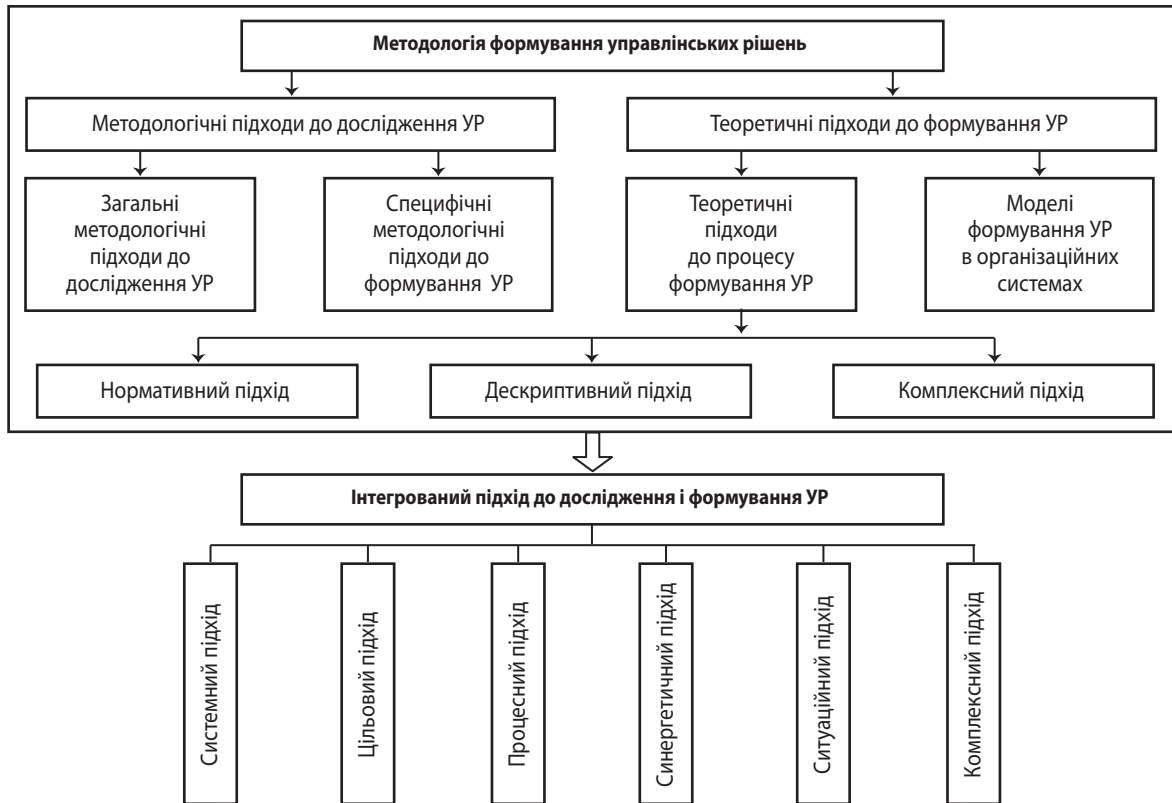 Методологія формування управлінських рішень
Методологічні підходи до дослідження УР
Теоретичні підходи до формування УР
Загальні
методологічні
підходи до
дослідження УР
Специфічні
методологічні
підходи до
формування УР
Теоретичні
підходи
до процесу
формування УР
Моделі
формування УР
в організаційних
системах
Нормативний підхід
Дескриптивний підхід
Комплексний підхід
Інтегрований підхід до дослідження і формування УР
Системний підхід
Цільовий підхід
Процесний підхід
Синергетичний підхід
Ситуаційний підхід
Комплексний підхід